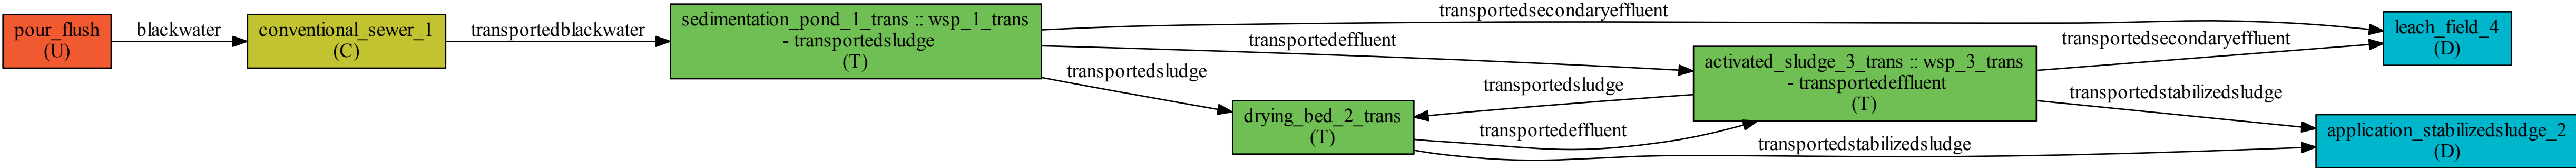 pour_flush
(U)
blackwater
conventional_sewer_1
(C)
transportedblackwater
sedimentation_pond_1_trans :: wsp_1_trans
- transportedsludge
(T)
transportedsecondaryeffluent
transportedeffluent
transportedsludge
drying_bed_2_trans
(T)
transportedsludge
transportedeffluent
transportedstabilizedsludge
activated_sludge_3_trans :: wsp_3_trans
- transportedeffluent
(T)
transportedsecondaryeffluent
transportedstabilizedsludge
leach_field_4
(D)
application_stabilizedsludge_2
(D)